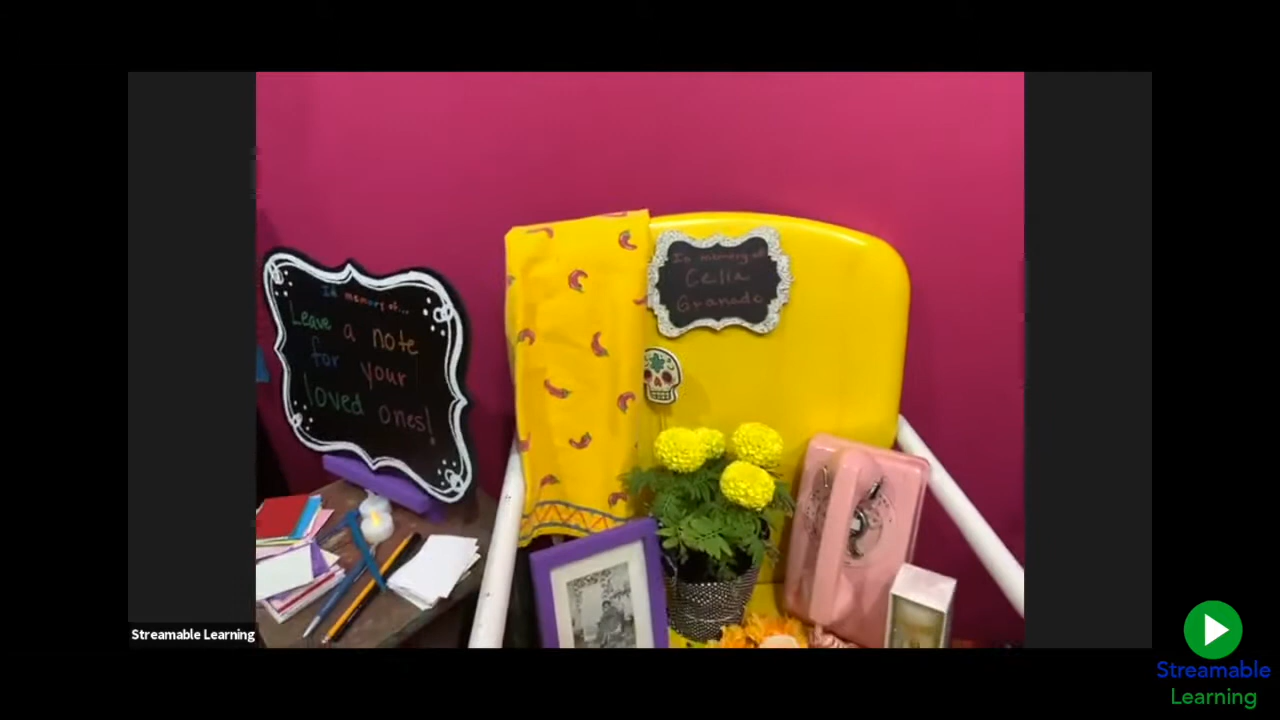 In memory of...
Leave a note
for your
loved ones!
In memory of
Celia
Granado
Streamable Learning
Streamable
Learning